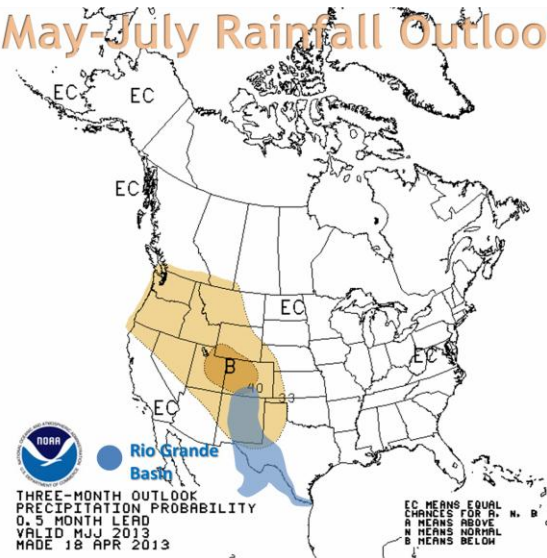 May-July Rainfall Outloo
EC
EC
EC
EC
B
EC
40
33
EC
NOAA
Rio Grande
Basin
THREE-MONTH OUTLOOK
PRECIPITATION PROBABILITY
0.5 MONTH LEAD
VALID MJJ 2013
MADE 18 APR 2013
EC MEANS EQUAL
CHANCES FOR A, N, B
A MEANS ABOVE
N MEANS NORMAL
B MEANS BELOW